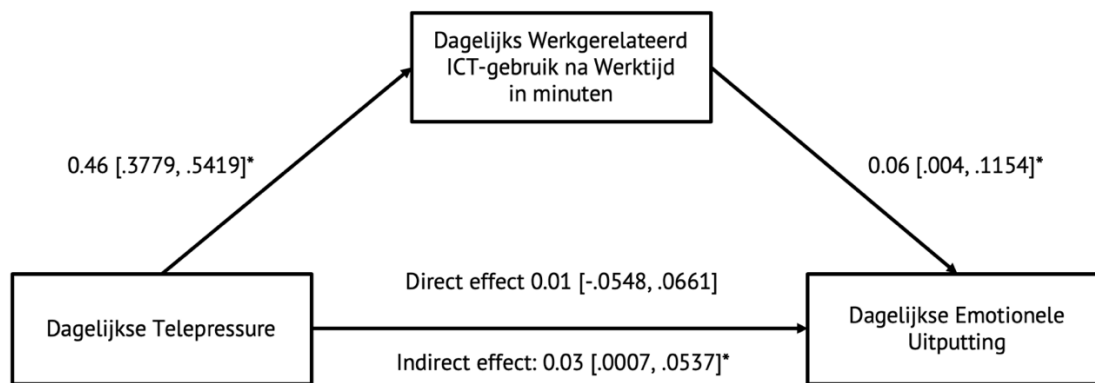 Dagelijks Werkgerelateerd
ICT-gebruik na Werktijd
in minuten
0.46 [.3779, .5419]*
0.06 [.004, .1154]*
Direct effect 0.01 [-.0548, .0661]
Dagelijkse Telepressure
Dagelijkse Emotionele
Uitputting
Indirect effect: 0.03 [.0007, .0537]*